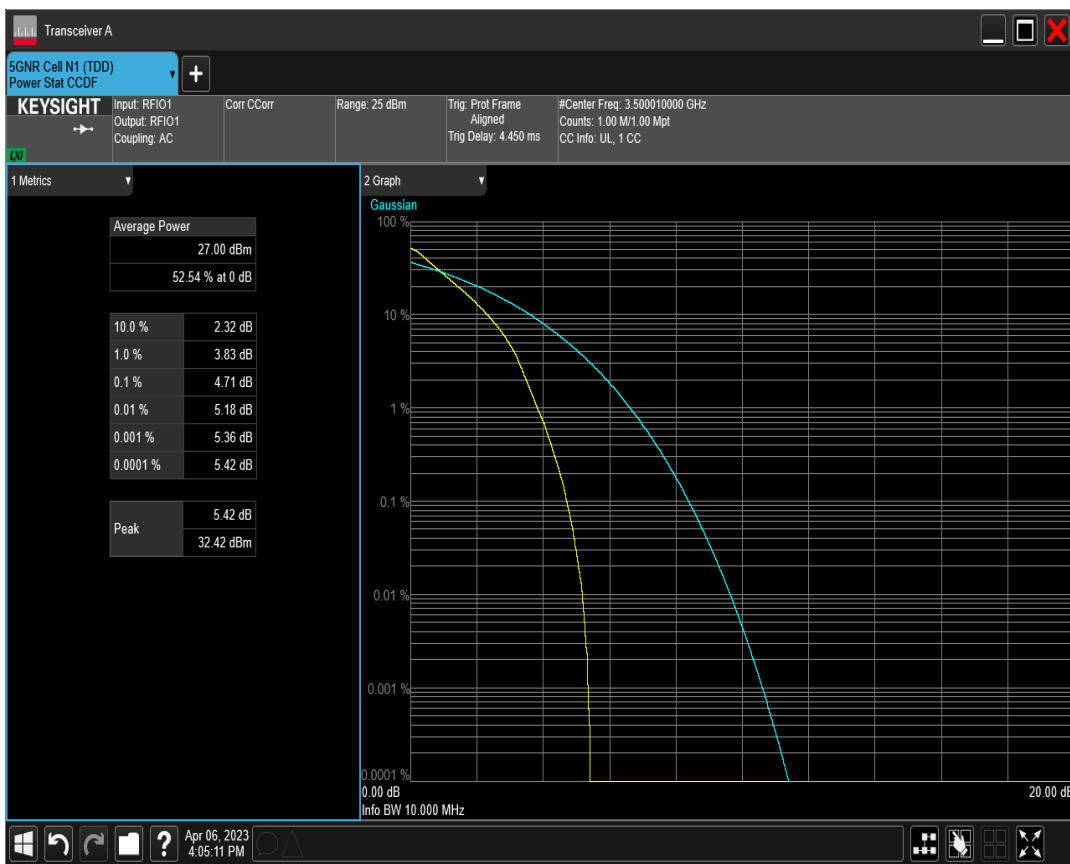 Transceiver A
5GNR Cell N1 (TDD)
Power Stat CCDF
+
KEYSIGHT
LXI
Input: RFIO1
Output: RFIO1
Coupling: AC
Corr CCorr
Range: 25 dBm
Trig: Prot Frame
Aligned
Trig Delay: 4.450 ms
#Center Freq: 3.500010000 GHz
Counts: 1.00 M/1.00 Mpt
CC Info: UL, 1 CC
1 Metrics
Average Power
27.00 dBm
52.54 % at 0 dB
10.0 % 2.32 dB
1.0 % 3.83 dB
0.1 % 4.71 dB
0.01 % 5.18 dB
0.001 % 5.36 dB
0.0001 % 5.42 dB
Peak
5.42 dB
32.42 dBm
2 Graph
Gaussian
100 %
10 %
1 %
0.1 %
0.01 %
0.001 %
0.0001 %
0.00 dB
20.00 dB
Info BW 10.000 MHz
?
Apr 06, 2023
4:05:11 PM